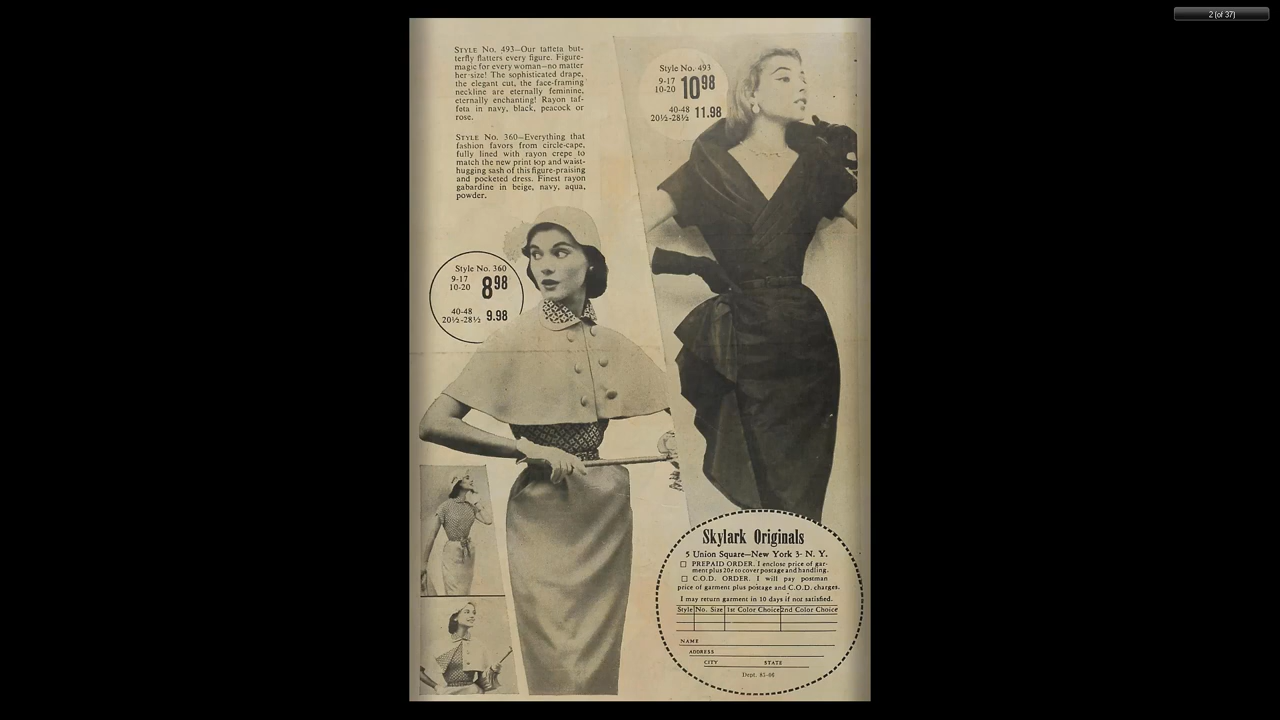 2 (of 37)
STYLE No. 493—Our taffeta but-
terfly flatters every figure. Figure-
magic for every woman—no matter
her size! The sophisticated drape,
the elegant cut, the face-framing
neckline are eternally feminine,
eternally enchanting! Rayon taf-
feta in navy, black, peacock or
rose.
STYLE No. 360—Everything that
fashion favors from circle-cape,
fully lined with rayon crepe to
match the new print top and waist-
hugging sash of this figure-praising
and pocketed dress. Finest rayon
gabardine in beige, navy, aqua,
powder.
Style No. 493
9-17
10-20 10 98
40-48
20½-28½ 11.98
Style No. 360
9-17
10-20 8 98
40-48
20½-28½ 9.98
Skylark Originals
5 Union Square—New York 3- N. Y.
□ PREPAID ORDER. I enclose price of gar-
ment plus 20¢ to cover postage and handling.
□ C.O.D. ORDER. I will pay postman
price of garment plus postage and C.O.D. charges.
I may return garment in 10 days if not satisfied.
Style No. Size 1st Color Choice 2nd Color Choice
NAME
ADDRESS
CITY STATE
Dept. 85-66